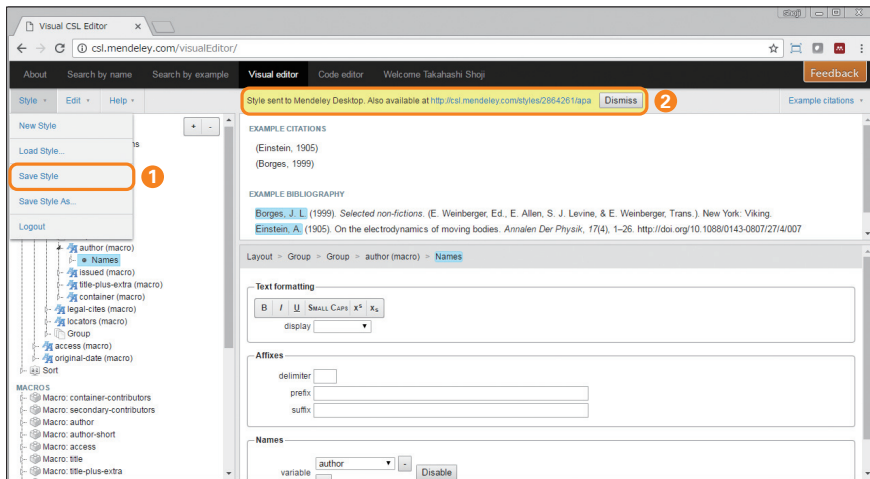 Shoji
Visual CSL Editor
csl.mendeley.com/visualEditor/
About Search by name Search by example Visual editor Code editor Welcome Takahashi Shoji Feedback
Style Edit Help Style sent to Mendeley Desktop. Also available at http://csl.mendeley.com/styles/2864261/apa Dismiss 2 Example citations
New Style
Load Style...
Save Style 1
Save Style As...
Logout
+ -
author (macro)
Names
issued (macro)
title-plus-extra (macro)
container (macro)
legal-cites (macro)
locators (macro)
Group
access (macro)
original-date (macro)
Sort
MACROS
Macro: container-contributors
Macro: secondary-contributors
Macro: author
Macro: author-short
Macro: access
Macro: title
Macro: title-plus-extra
EXAMPLE CITATIONS
(Einstein, 1905)
(Borges, 1999)
EXAMPLE BIBLIOGRAPHY
Borges, J. L. (1999). Selected non-fictions. (E. Weinberger, Ed., E. Allen, S. J. Levine, & E. Weinberger, Trans.). New York: Viking.
Einstein, A. (1905). On the electrodynamics of moving bodies. Annalen Der Physik, 17(4), 1–26. http://doi.org/10.1088/0143-0807/27/4/007
Layout > Group > Group > author (macro) > Names
Text formatting
B I U SMALL CAPS xs xs
display
Affixes
delimiter
prefix
suffix
Names
variable author - Disable